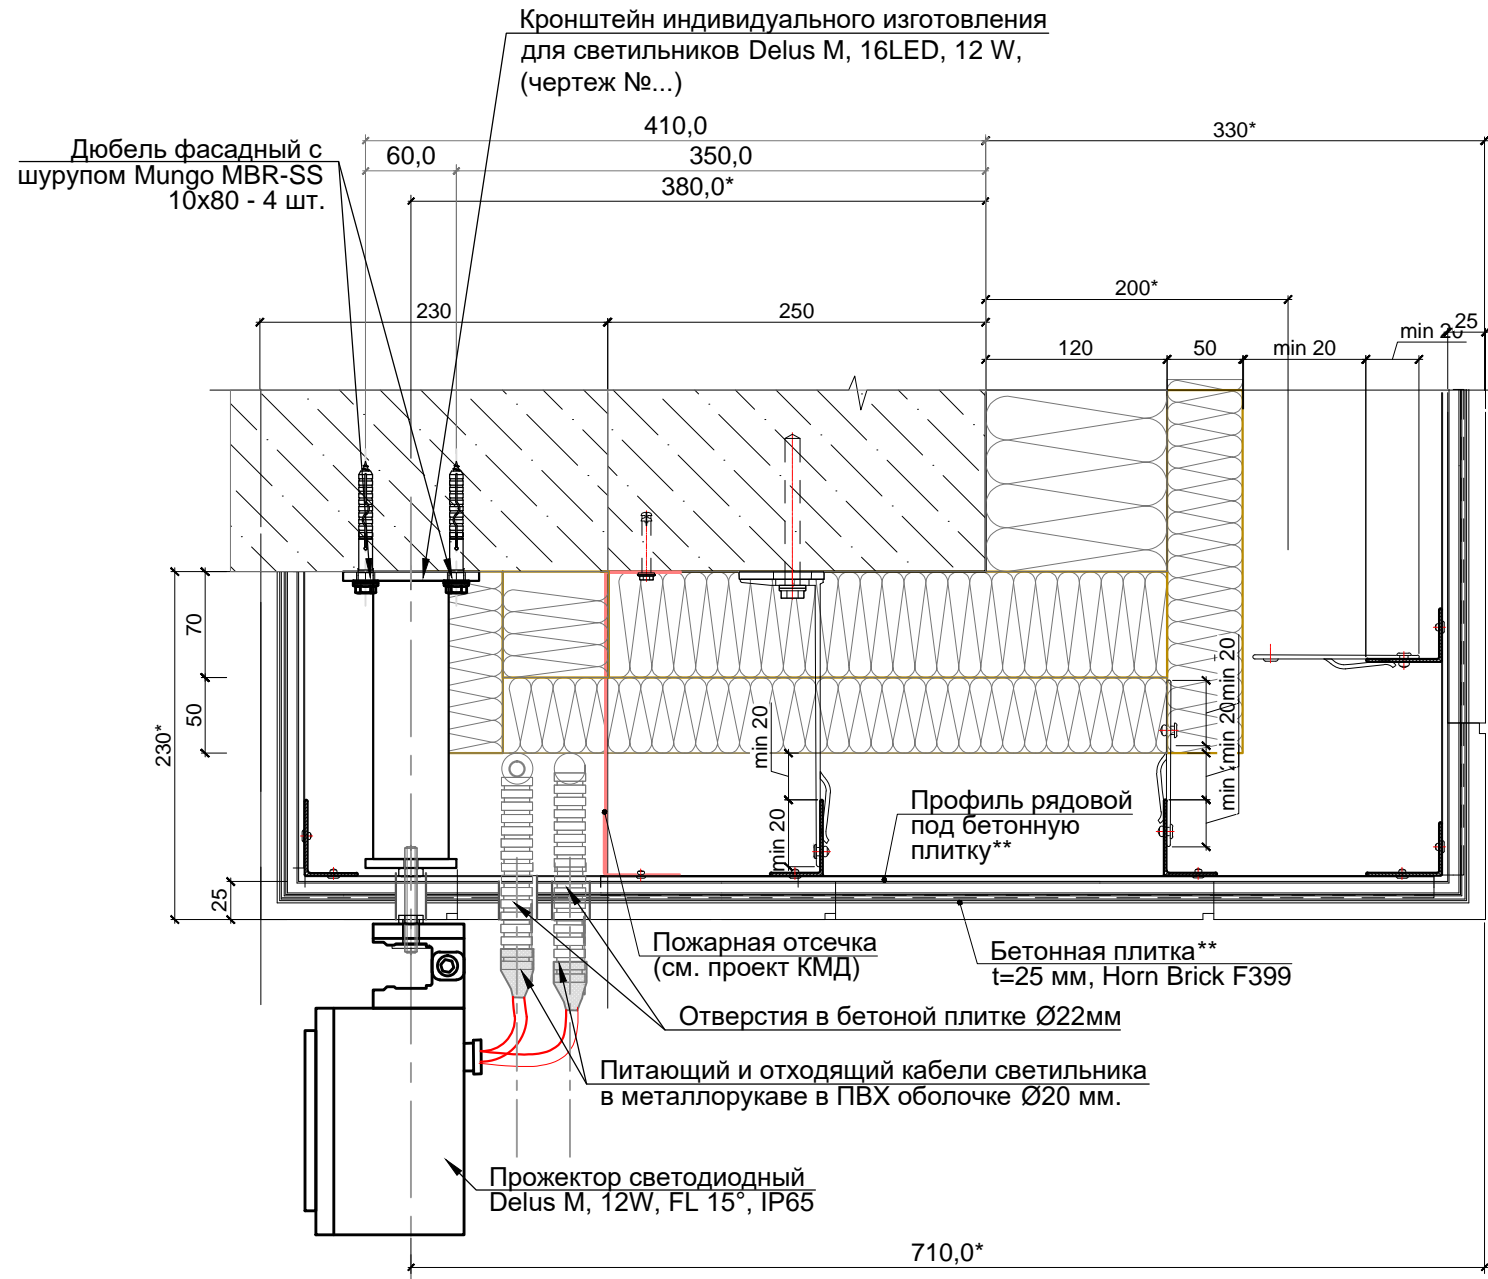 Кронштейн индивидуального изготовления
для светильников Delus M, 16LED, 12 W,
(чертеж №...)
410,0
330*
Дюбель фасадный с
шурупом Mungo MBR-SS
10x80 - 4 шт.
60,0
350,0
380,0*
200*
230
250
25
min 20
120
50
min 20
70
50
230*
25
min 20
min 20
min 20
min 20
Профиль рядовой
под бетонную
плитку**
Пожарная отсечка
(см. проект КМД)
Бетонная плитка**
t=25 мм, Horn Brick F399
Отверстия в бетоной плитке Ø22мм
Питающий и отходящий кабели светильника
в металлорукаве в ПВХ оболочке Ø20 мм.
Прожектор светодиодный
Delus M, 12W, FL 15°, IP65
710,0*